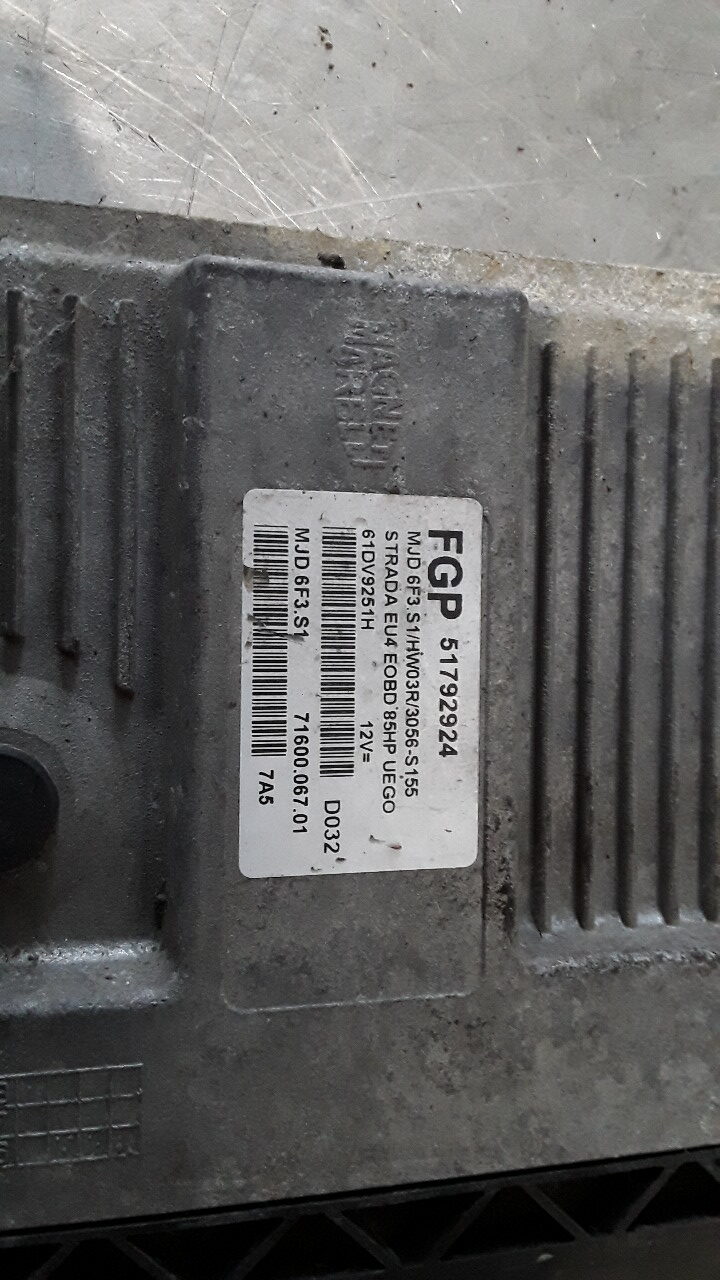 MAGNETI
MARELLI
FGP 51792924
MJD 6F3.S1/HW03R/3056-S155
STRADA EU4 EOBD 85HP UEGO
61DV9251H 12V=
D032
MJD 6F3.S1 71600.067.01
7A5